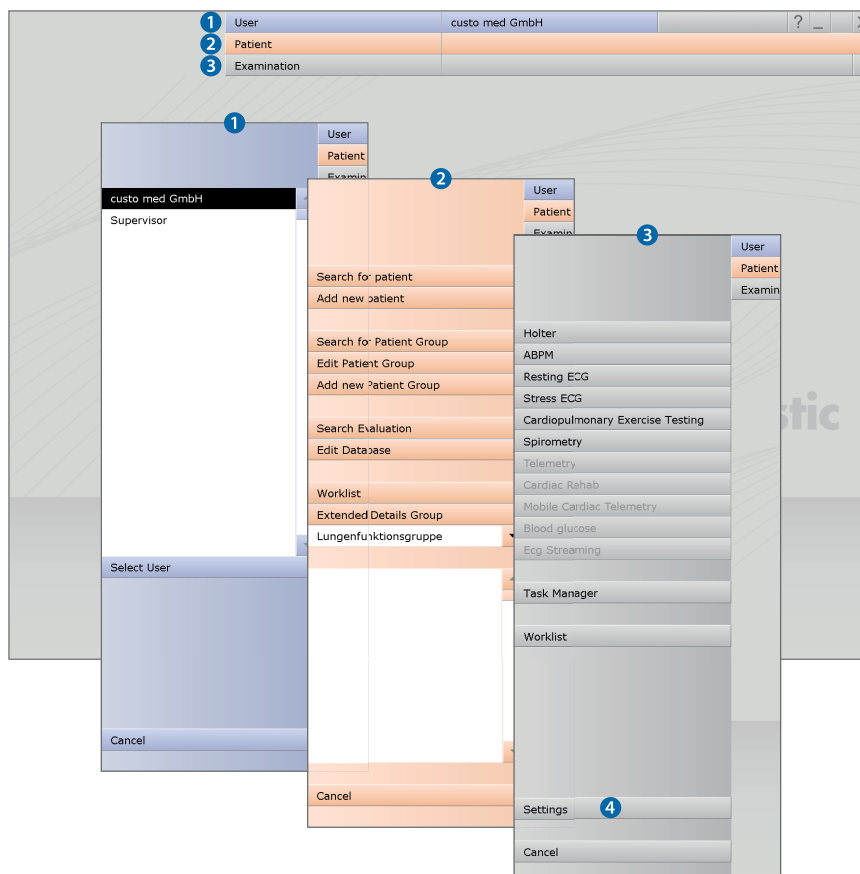 1 User custo med GmbH ? _ X
2 Patient
3 Examination
1
User
Patient
Examin
custo med GmbH
Supervisor
Select User
Cancel
2
User
Patient
Examin
Search for patient
Add new patient
Search for Patient Group
Edit Patient Group
Add new Patient Group
Search Evaluation
Edit Database
Worklist
Extended Details Group
Lungenfunktionsgruppe
Cancel
3
User
Patient
Examin
Holter
ABPM
Resting ECG
Stress ECG
Cardiopulmonary Exercise Testing
Spirometry
Telemetry
Cardiac Rehab
Mobile Cardiac Telemetry
Blood glucose
Ecg Streaming
Task Manager
Worklist
Settings 4
Cancel
stic